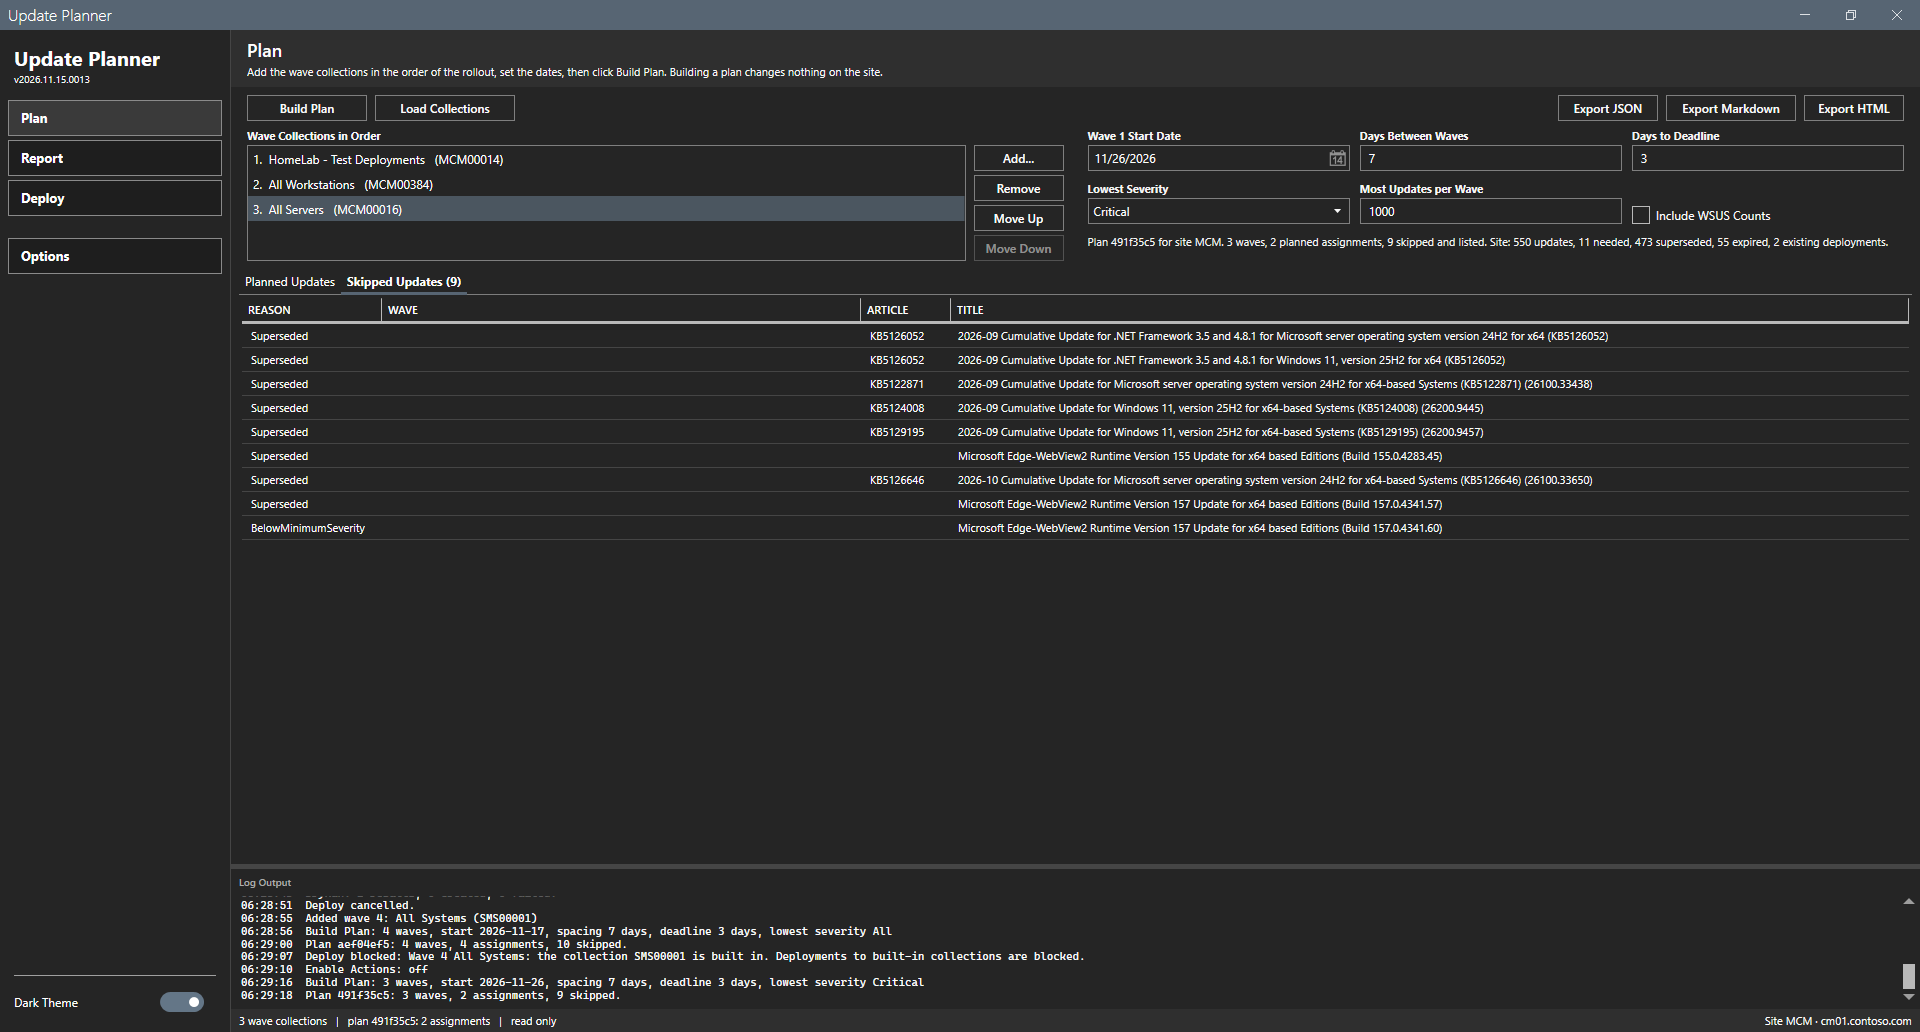 Update Planner
Update Planner
v2026.11.15.0013
Plan
Report
Deploy
Options
Dark Theme
Plan
Add the wave collections in the order of the rollout, set the dates, then click Build Plan. Building a plan changes nothing on the site.
Build Plan
Load Collections
Export JSON
Export Markdown
Export HTML
Wave Collections in Order
1. HomeLab - Test Deployments (MCM00014)
2. All Workstations (MCM00384)
3. All Servers (MCM00016)
Add...
Remove
Move Up
Move Down
Wave 1 Start Date
Days Between Waves
Days to Deadline
11/26/2026
14
7
3
Lowest Severity
Most Updates per Wave
Critical
1000
Include WSUS Counts
Plan 491f35c5 for site MCM. 3 waves, 2 planned assignments, 9 skipped and listed. Site: 550 updates, 11 needed, 473 superseded, 55 expired, 2 existing deployments.
Planned Updates
Skipped Updates (9)
REASON WAVE ARTICLE TITLE
Superseded KB5126052 2026-09 Cumulative Update for .NET Framework 3.5 and 4.8.1 for Microsoft server operating system version 24H2 for x64 (KB5126052)
Superseded KB5126052 2026-09 Cumulative Update for .NET Framework 3.5 and 4.8.1 for Windows 11, version 25H2 for x64 (KB5126052)
Superseded KB5122871 2026-09 Cumulative Update for Microsoft server operating system version 24H2 for x64-based Systems (KB5122871) (26100.33438)
Superseded KB5124008 2026-09 Cumulative Update for Windows 11, version 25H2 for x64-based Systems (KB5124008) (26200.9445)
Superseded KB5129195 2026-09 Cumulative Update for Windows 11, version 25H2 for x64-based Systems (KB5129195) (26200.9457)
Superseded Microsoft Edge-WebView2 Runtime Version 155 Update for x64 based Editions (Build 155.0.4283.45)
Superseded KB5126646 2026-10 Cumulative Update for Microsoft server operating system version 24H2 for x64-based Systems (KB5126646) (26100.33650)
Superseded Microsoft Edge-WebView2 Runtime Version 157 Update for x64 based Editions (Build 157.0.4341.57)
BelowMinimumSeverity Microsoft Edge-WebView2 Runtime Version 157 Update for x64 based Editions (Build 157.0.4341.60)
Log Output
06:28:51 Deploy cancelled.
06:28:55 Added wave 4: All Systems (SMS00001)
06:28:56 Build Plan: 4 waves, start 2026-11-17, spacing 7 days, deadline 3 days, lowest severity All
06:29:00 Plan aef04ef5: 4 waves, 4 assignments, 10 skipped.
06:29:07 Deploy blocked: Wave 4 All Systems: the collection SMS00001 is built in. Deployments to built-in collections are blocked.
06:29:10 Enable Actions: off
06:29:16 Build Plan: 3 waves, start 2026-11-26, spacing 7 days, deadline 3 days, lowest severity Critical
06:29:18 Plan 491f35c5: 3 waves, 2 assignments, 9 skipped.
3 wave collections | plan 491f35c5: 2 assignments | read only
Site MCM · cm01.contoso.com